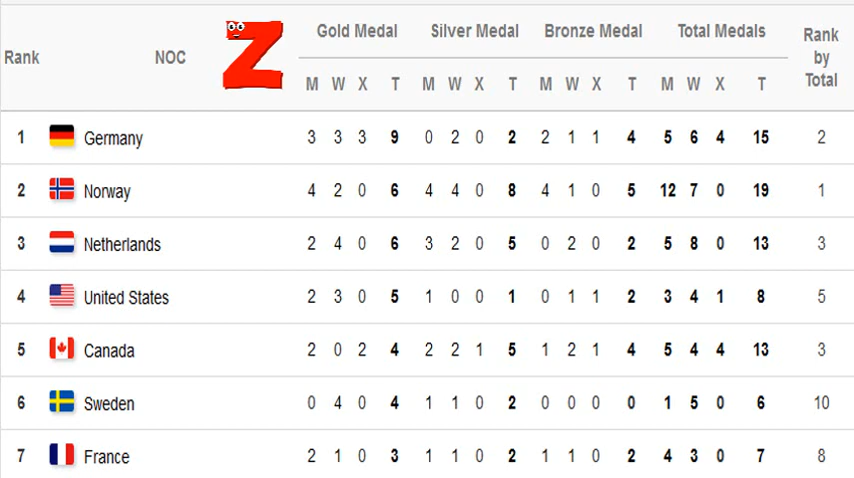 Gold Medal Silver Medal Bronze Medal Total Medals Rank by Total
Rank NOC Z
M W X T M W X T M W X T M W X T
1 Germany 3 3 3 9 0 2 0 2 2 1 1 4 5 6 4 15 2
2 Norway 4 2 0 6 4 4 0 8 4 1 0 5 12 7 0 19 1
3 Netherlands 2 4 0 6 3 2 0 5 0 2 0 2 5 8 0 13 3
4 United States 2 3 0 5 1 0 0 1 0 1 1 2 3 4 1 8 5
5 Canada 2 0 2 4 2 2 1 5 1 2 1 4 5 4 4 13 3
6 Sweden 0 4 0 4 1 1 0 2 0 0 0 0 1 5 0 6 10
7 France 2 1 0 3 1 1 0 2 1 1 0 2 4 3 0 7 8